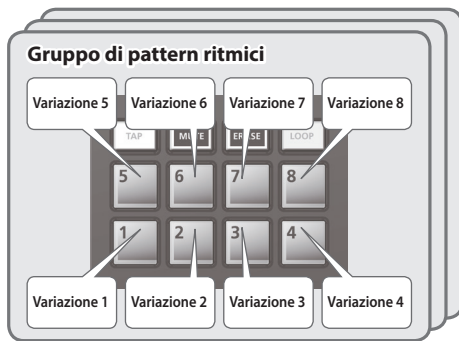 Gruppo di pattern ritmici
Variazione 5 Variazione 6 Variazione 7 Variazione 8
TAP MUTE ERASE LOOP
5 6 7 8
1 2 3 4
Variazione 1 Variazione 2 Variazione 3 Variazione 4